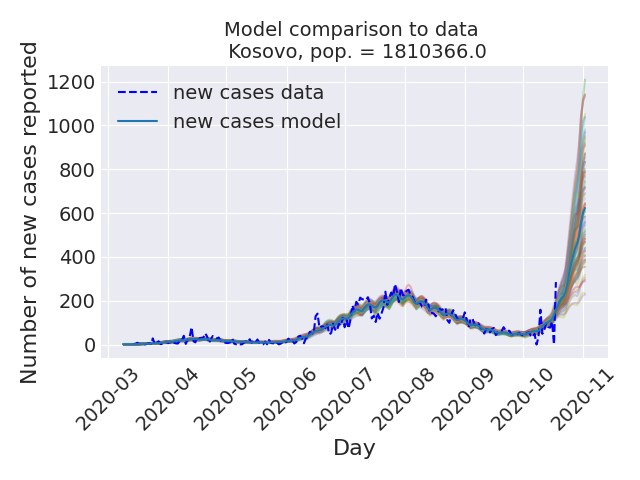 Model comparison to data
Kosovo, pop. = 1810366.0
Number of new cases reported
1200
1000
800
600
400
200
0
new cases data
new cases model
2020-03
2020-04
2020-05
2020-06
2020-07
2020-08
2020-09
2020-10
2020-11
Day